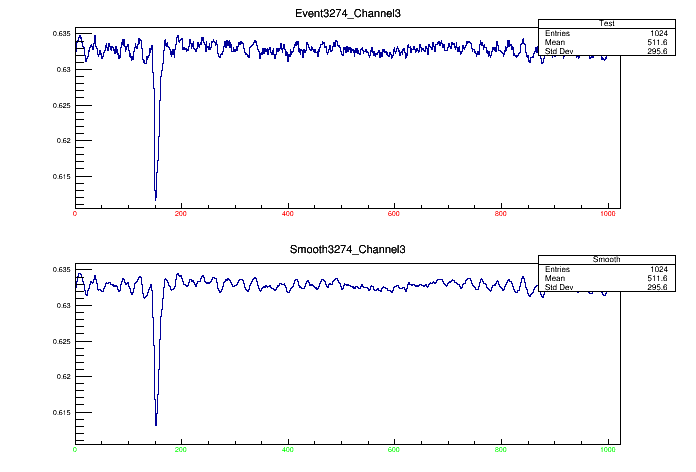 Event3274_Channel3
Test
Entries 1024
Mean 511.6
Std Dev 295.6
0.635
0.63
0.625
0.62
0.615
0 200 400 600 800 1000
Smooth3274_Channel3
Smooth
Entries 1024
Mean 511.6
Std Dev 295.6
0.635
0.63
0.625
0.62
0.615
0 200 400 600 800 1000